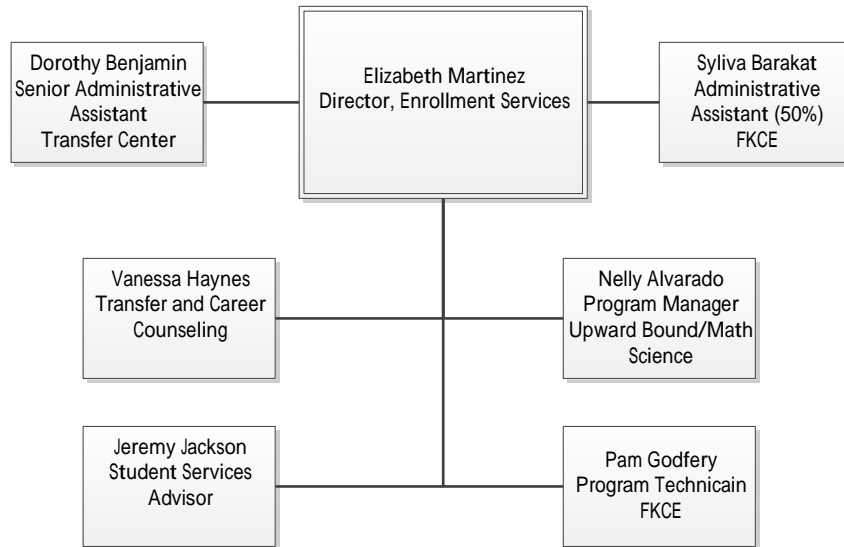 Dorothy Benjamin
Senior Administrative
Assistant
Transfer Center
Elizabeth Martinez
Director, Enrollment Services
Syliva Barakat
Administrative
Assistant (50%)
FKCE
Vanessa Haynes
Transfer and Career
Counseling
Nelly Alvarado
Program Manager
Upward Bound/Math
Science
Jeremy Jackson
Student Services
Advisor
Pam Godfery
Program Technicain
FKCE